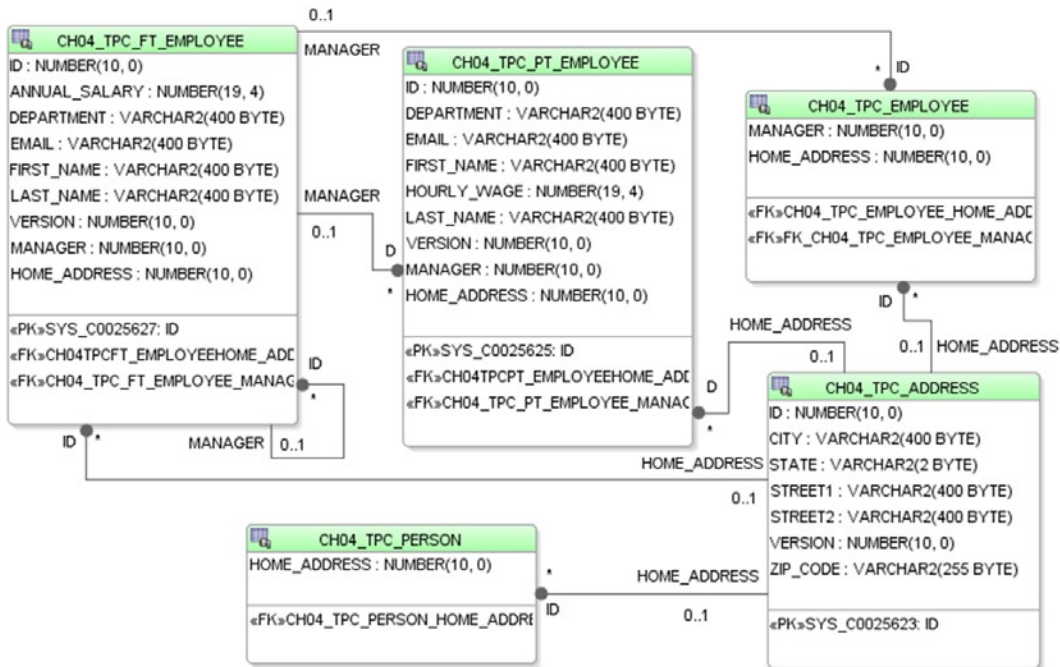 0..1
MANAGER
CH04_TPC_FT_EMPLOYEE
ID : NUMBER(10, 0)
ANNUAL_SALARY : NUMBER(19, 4)
DEPARTMENT : VARCHAR2(400 BYTE)
EMAIL : VARCHAR2(400 BYTE)
FIRST_NAME : VARCHAR2(400 BYTE)
LAST_NAME : VARCHAR2(400 BYTE)
VERSION : NUMBER(10, 0)
MANAGER : NUMBER(10, 0)
HOME_ADDRESS : NUMBER(10, 0)
«PK»SYS_C0025627: ID
«FK»CH04TPCFT_EMPLOYEEHOME_ADD
«FK»CH04_TPC_FT_EMPLOYEE_MANAG
ID
*
MANAGER
0..1
ID
*
MANAGER
0..1
D
*
CH04_TPC_PT_EMPLOYEE
ID : NUMBER(10, 0)
DEPARTMENT : VARCHAR2(400 BYTE)
EMAIL : VARCHAR2(400 BYTE)
FIRST_NAME : VARCHAR2(400 BYTE)
HOURLY_WAGE : NUMBER(19, 4)
LAST_NAME : VARCHAR2(400 BYTE)
VERSION : NUMBER(10, 0)
MANAGER : NUMBER(10, 0)
HOME_ADDRESS : NUMBER(10, 0)
«PK»SYS_C0025625: ID
«FK»CH04TPCPT_EMPLOYEEHOME_ADD
«FK»CH04_TPC_PT_EMPLOYEE_MANAC
* ID
CH04_TPC_EMPLOYEE
MANAGER : NUMBER(10, 0)
HOME_ADDRESS : NUMBER(10, 0)
«FK»CH04_TPC_EMPLOYEE_HOME_ADD
«FK»FK_CH04_TPC_EMPLOYEE_MANAC
ID *
0..1 HOME_ADDRESS
HOME_ADDRESS
0..1
D
*
HOME_ADDRESS
0..1
CH04_TPC_ADDRESS
ID : NUMBER(10, 0)
CITY : VARCHAR2(400 BYTE)
STATE : VARCHAR2(2 BYTE)
STREET1 : VARCHAR2(400 BYTE)
STREET2 : VARCHAR2(400 BYTE)
VERSION : NUMBER(10, 0)
ZIP_CODE : VARCHAR2(255 BYTE)
«PK»SYS_C0025623: ID
CH04_TPC_PERSON
HOME_ADDRESS : NUMBER(10, 0)
«FK»CH04_TPC_PERSON_HOME_ADDRE
*
ID
HOME_ADDRESS
0..1